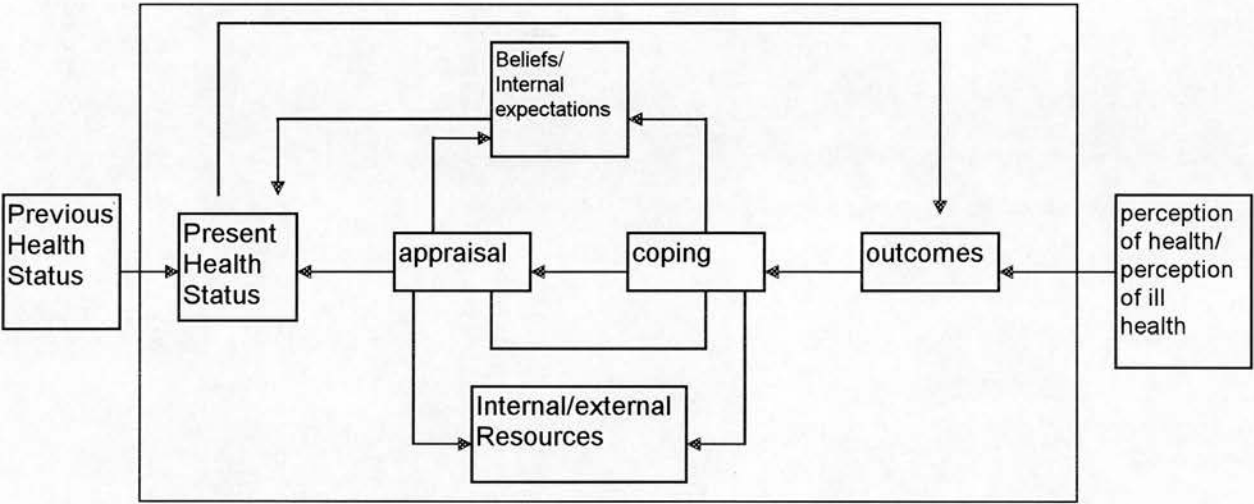 Beliefs/
Internal
expectations
Previous
Health
Status
Present
Health
Status
appraisal
coping
outcomes
perception
of health/
perception
of ill
health
Internal/external
Resources